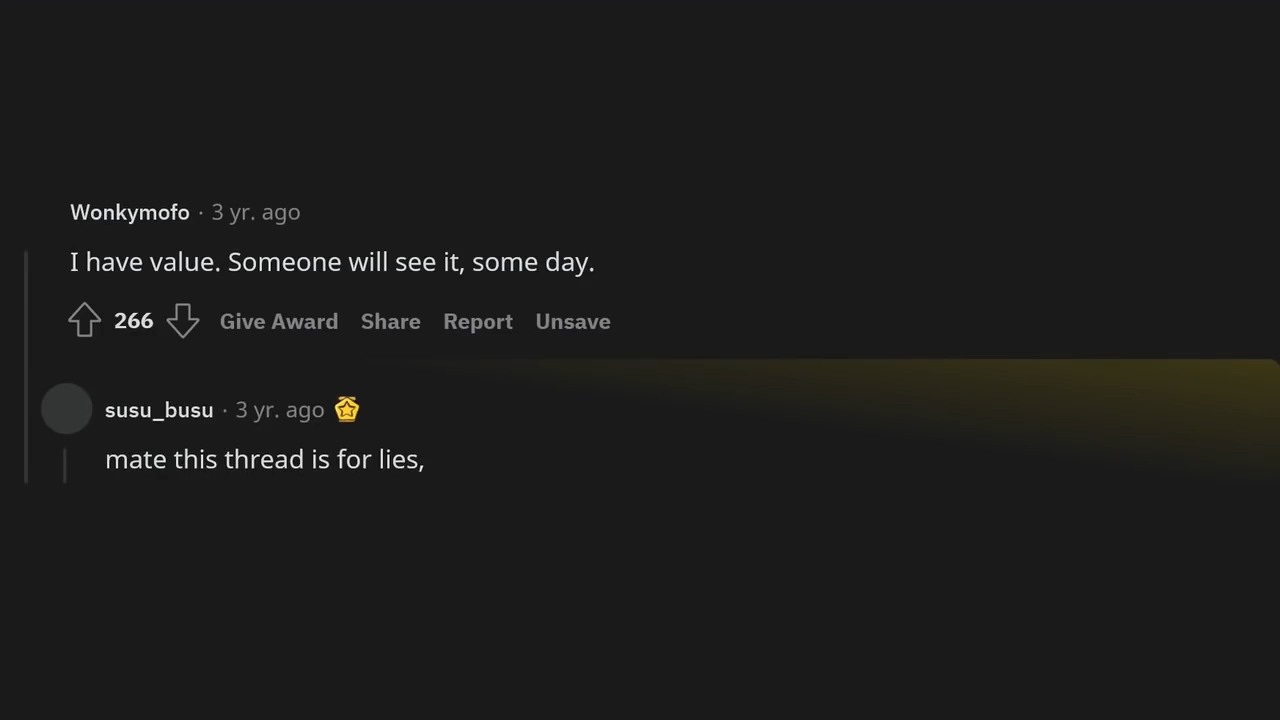 Wonkymofo · 3 yr. ago
I have value. Someone will see it, some day.
266 Give Award Share Report Unsave
susu_busu · 3 yr. ago
mate this thread is for lies,